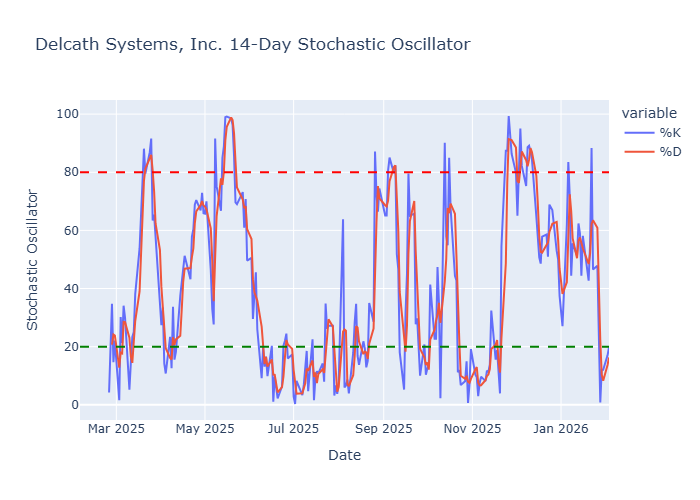 Delcath Systems, Inc. 14-Day Stochastic Oscillator
variable
%K
%D
100
80
60
40
20
0
Stochastic Oscillator
Mar 2025
May 2025
Jul 2025
Sep 2025
Nov 2025
Jan 2026
Date